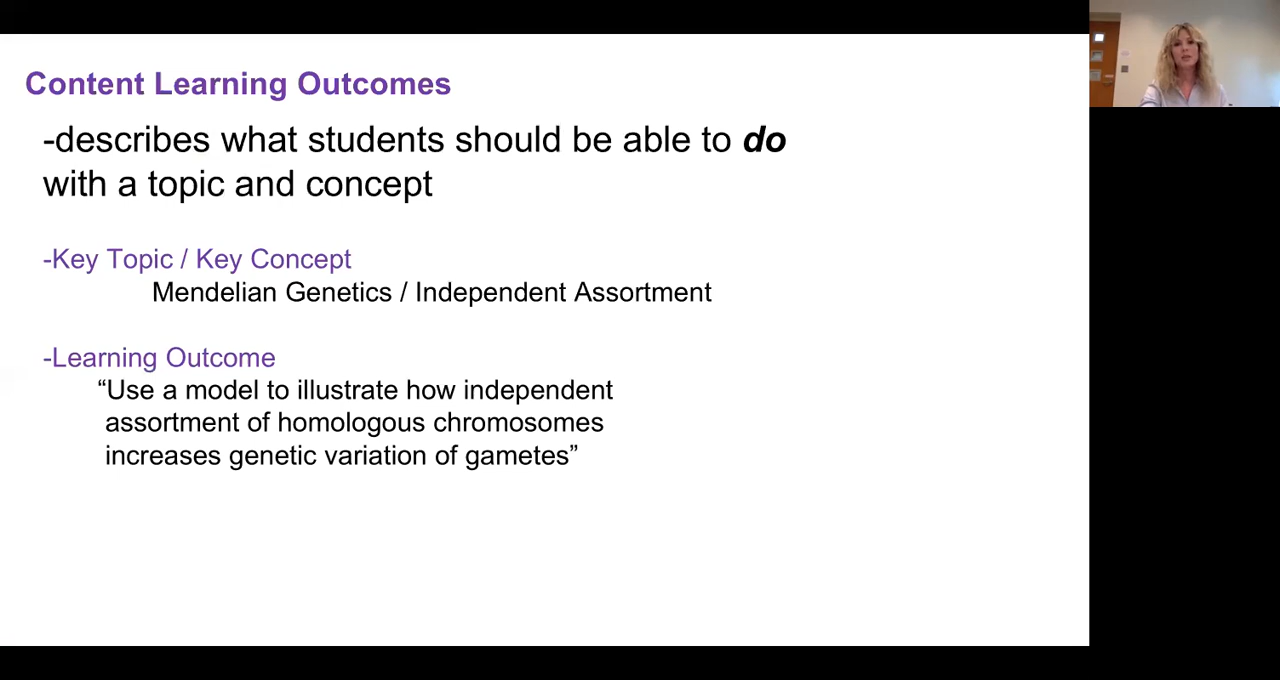 Content Learning Outcomes
-describes what students should be able to do
with a topic and concept
-Key Topic / Key Concept
Mendelian Genetics / Independent Assortment
-Learning Outcome
“Use a model to illustrate how independent
assortment of homologous chromosomes
increases genetic variation of gametes”